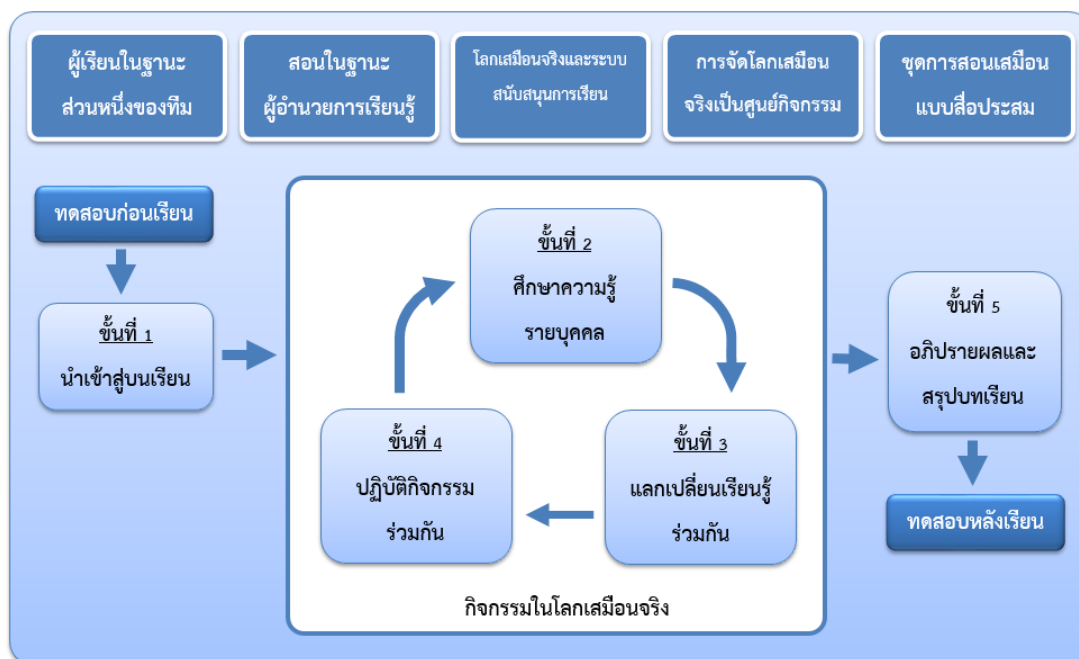 ผู้เรียนในฐานะ
ส่วนหนึ่งของทีม
สอนในฐานะ
ผู้อำนวยการเรียนรู้
โลกเสมือนจริงและระบบ
สนับสนุนการเรียน
การจัดโลกเสมือน
จริงเป็นศูนย์กิจกรรม
ชุดการสอนเสมือน
แบบสื่อประสม
ทดสอบก่อนเรียน
ขั้นที่ 1
นำเข้าสู่บนเรียน
ขั้นที่ 2
ศึกษาความรู้
รายบุคคล
ขั้นที่ 3
แลกเปลี่ยนเรียนรู้
ร่วมกัน
ขั้นที่ 4
ปฏิบัติกิจกรรม
ร่วมกัน
กิจกรรมในโลกเสมือนจริง
ขั้นที่ 5
อภิปรายผลและ
สรุปบทเรียน
ทดสอบหลังเรียน